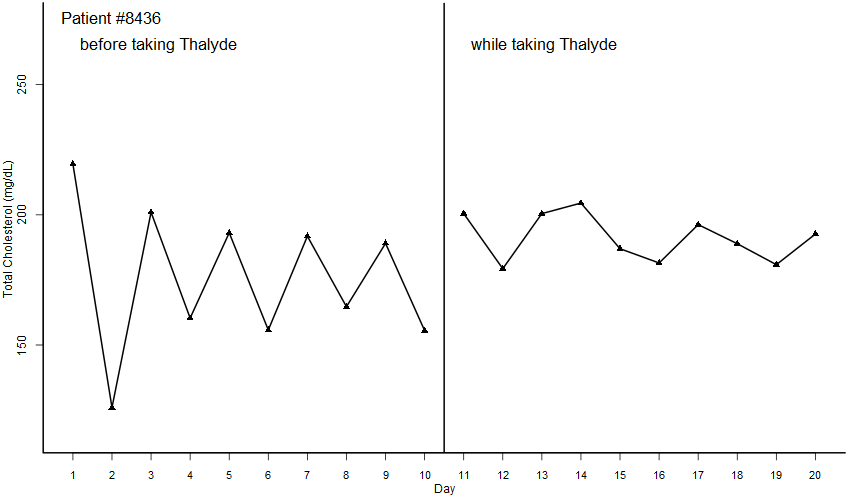 Patient #8436
before taking Thalyde
while taking Thalyde
Total Cholesterol (mg/dL)
250
200
150
1 2 3 4 5 6 7 8 9 10 11 12 13 14 15 16 17 18 19 20
Day